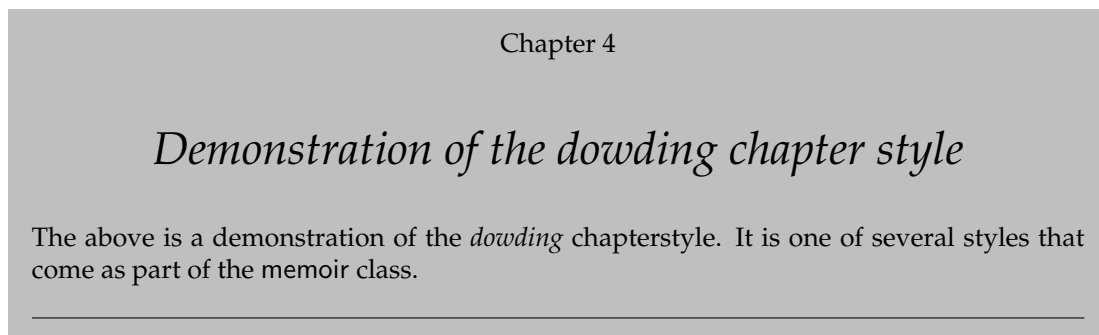 Chapter 4
Demonstration of the dowding chapter style
The above is a demonstration of the dowding chapterstyle. It is one of several styles that
come as part of the memoir class.